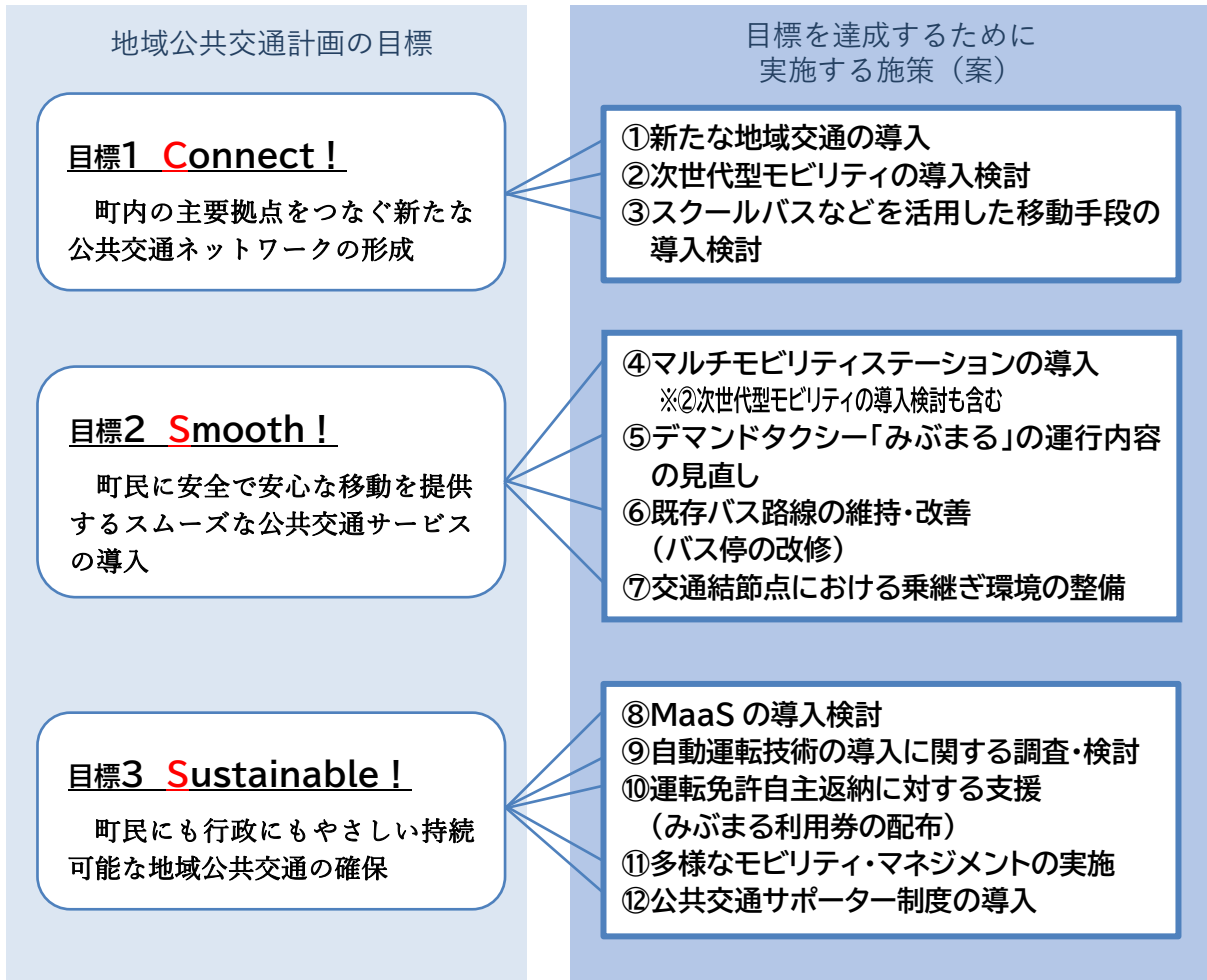 地域公共交通計画の目標
目標1 Connect！
町内の主要拠点をつなぐ新たな
公共交通ネットワークの形成
目標2 Smooth！
町民に安全で安心な移動を提供
するスムーズな公共交通サービス
の導入
目標3 Sustainable！
町民にも行政にもやさしい持続
可能な地域公共交通の確保
目標を達成するために
実施する施策（案）
①新たな地域交通の導入
②次世代型モビリティの導入検討
③スクールバスなどを活用した移動手段の
導入検討
④マルチモビリティステーションの導入
※②次世代型モビリティの導入検討も含む
⑤デマンドタクシー「みぶまる」の運行内容
の見直し
⑥既存バス路線の維持・改善
（バス停の改修）
⑦交通結節点における乗継ぎ環境の整備
⑧MaaSの導入検討
⑨自動運転技術の導入に関する調査・検討
⑩運転免許自主返納に対する支援
（みぶまる利用券の配布）
⑪多様なモビリティ・マネジメントの実施
⑫公共交通サポーター制度の導入